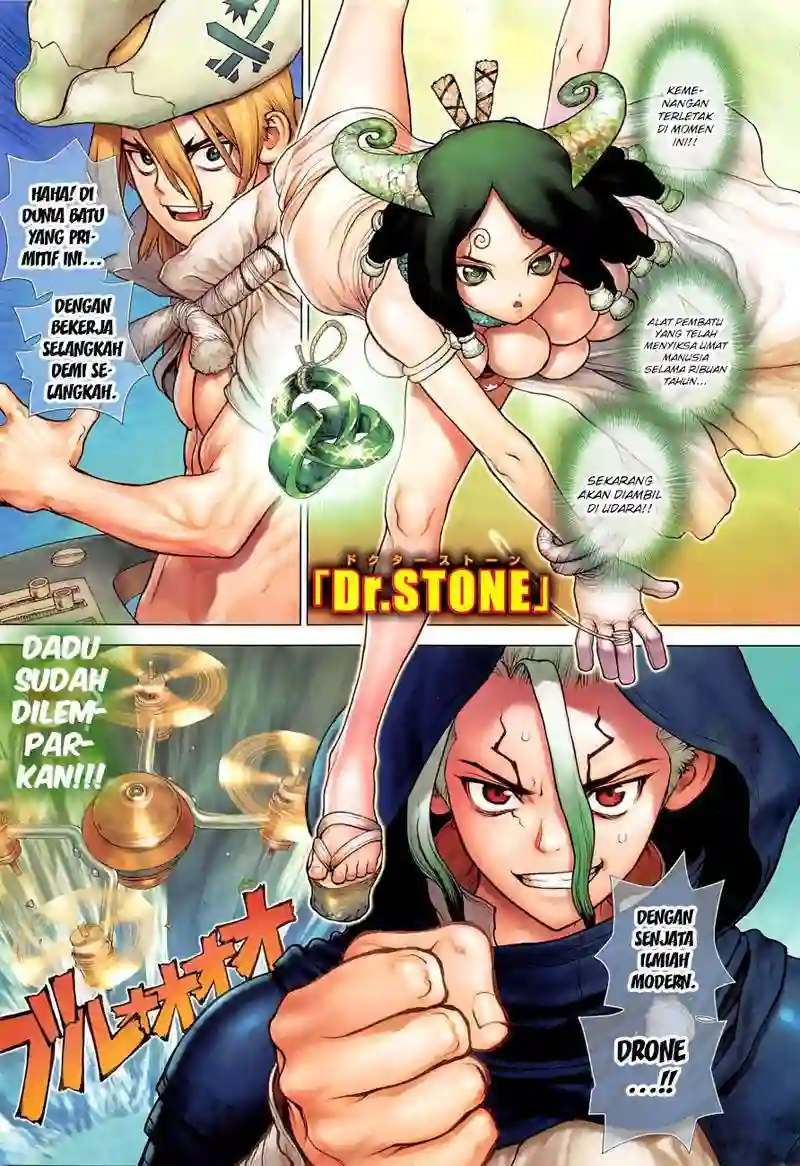 HAHA! DI
DUNIA BATU
YANG PRI-
MITIF INI...
DENGAN
BEKERJA
SELANGKAH
DEMI SE-
LANGKAH.
KEME-
NANGAN
TERLETAK
DI MOMEN
INI!!
ALAT PEMBATU
YANG TELAH
MENYIKSA UMAT
MANUSIA
SELAMA RIBUAN
TAHUN...
SEKARANG
AKAN DIAMBIL
DI UDARA!!
ドクターストーン
「Dr.STONE」
DADU
SUDAH
DILEM-
PAR-
KAN!!!
ブルォオオオ
DENGAN
SENJATA
ILMIAH
MODERN.
DRONE
...!!